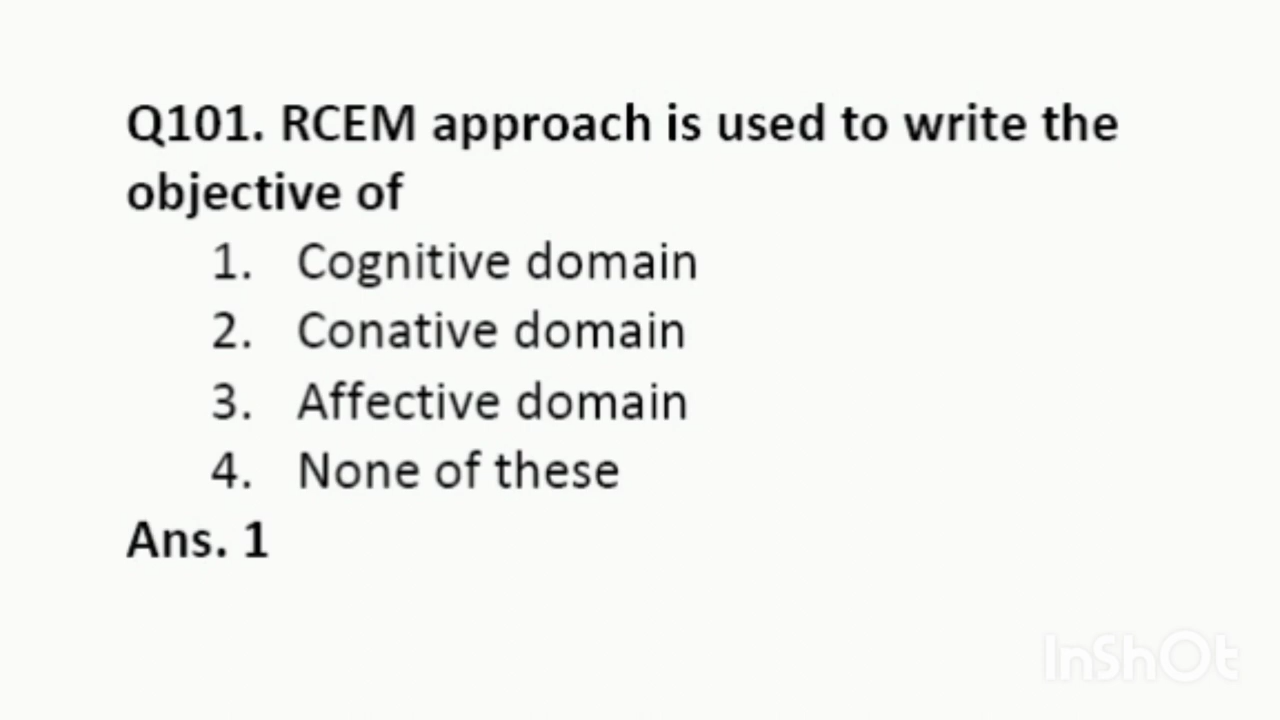 Q101. RCEM approach is used to write the
objective of
1. Cognitive domain
2. Conative domain
3. Affective domain
4. None of these
Ans. 1
InShOt